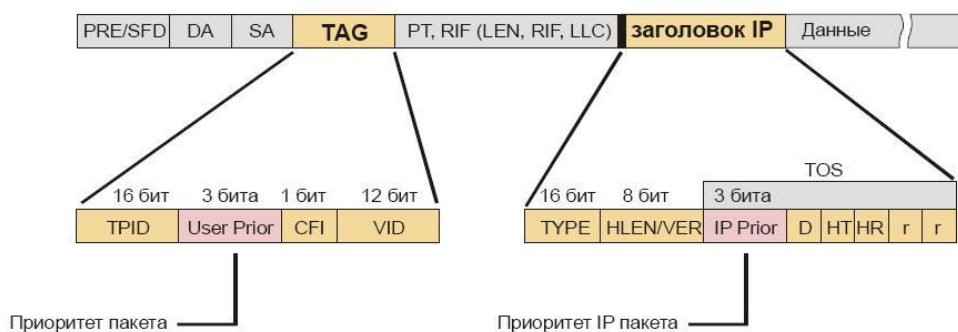 PRE/SFD DA SA TAG PT, RIF (LEN, RIF, LLC) заголовок IP Данные
TOS
16 бит 3 бита 1 бит 12 бит 16 бит 8 бит 3 бита
TPID User Prior CFI VID TYPE HLEN/VER IP Prior D HT HR r r
Приоритет пакета Приоритет IP пакета